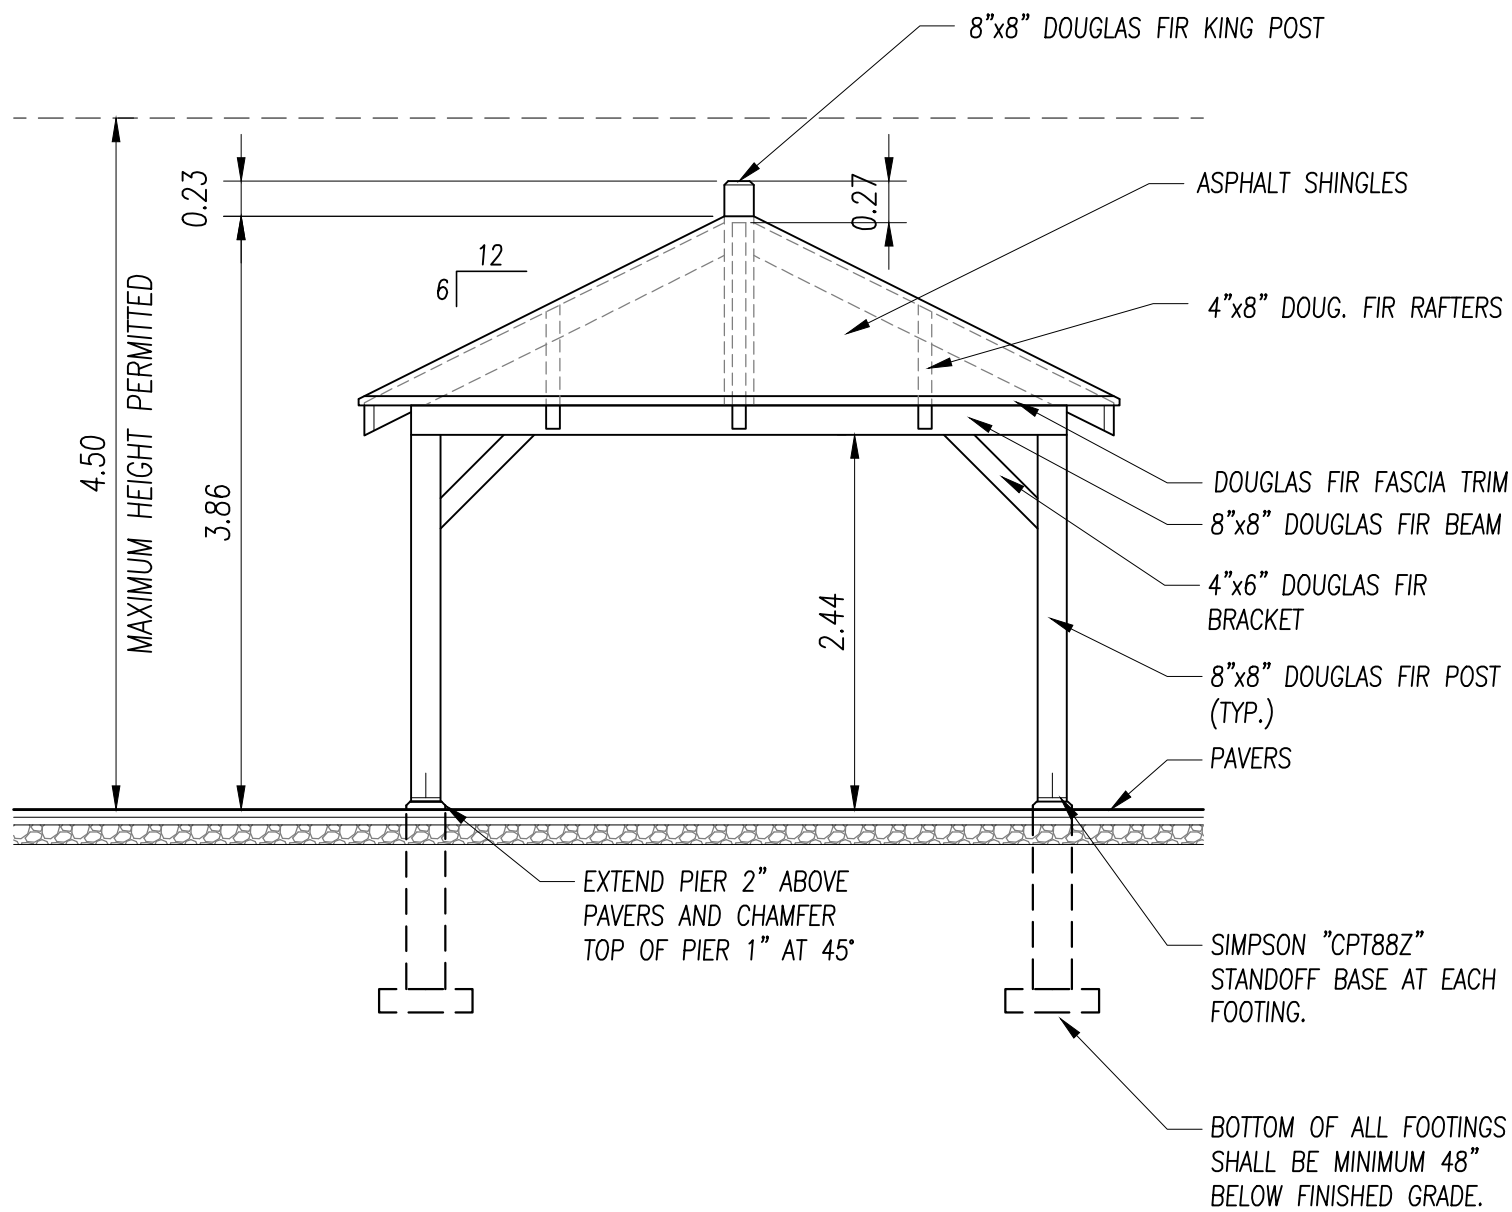 8”x8” DOUGLAS FIR KING POST
0.23
0.27
ASPHALT SHINGLES
12
6
4”x8” DOUG. FIR RAFTERS
4.50
MAXIMUM HEIGHT PERMITTED
3.86
2.44
DOUGLAS FIR FASCIA TRIM
8”x8” DOUGLAS FIR BEAM
4”x6” DOUGLAS FIR
BRACKET
8”x8” DOUGLAS FIR POST
(TYP.)
PAVERS
EXTEND PIER 2” ABOVE
PAVERS AND CHAMFER
TOP OF PIER 1” AT 45°
SIMPSON ”CPT88Z”
STANDOFF BASE AT EACH
FOOTING.
BOTTOM OF ALL FOOTINGS
SHALL BE MINIMUM 48”
BELOW FINISHED GRADE.